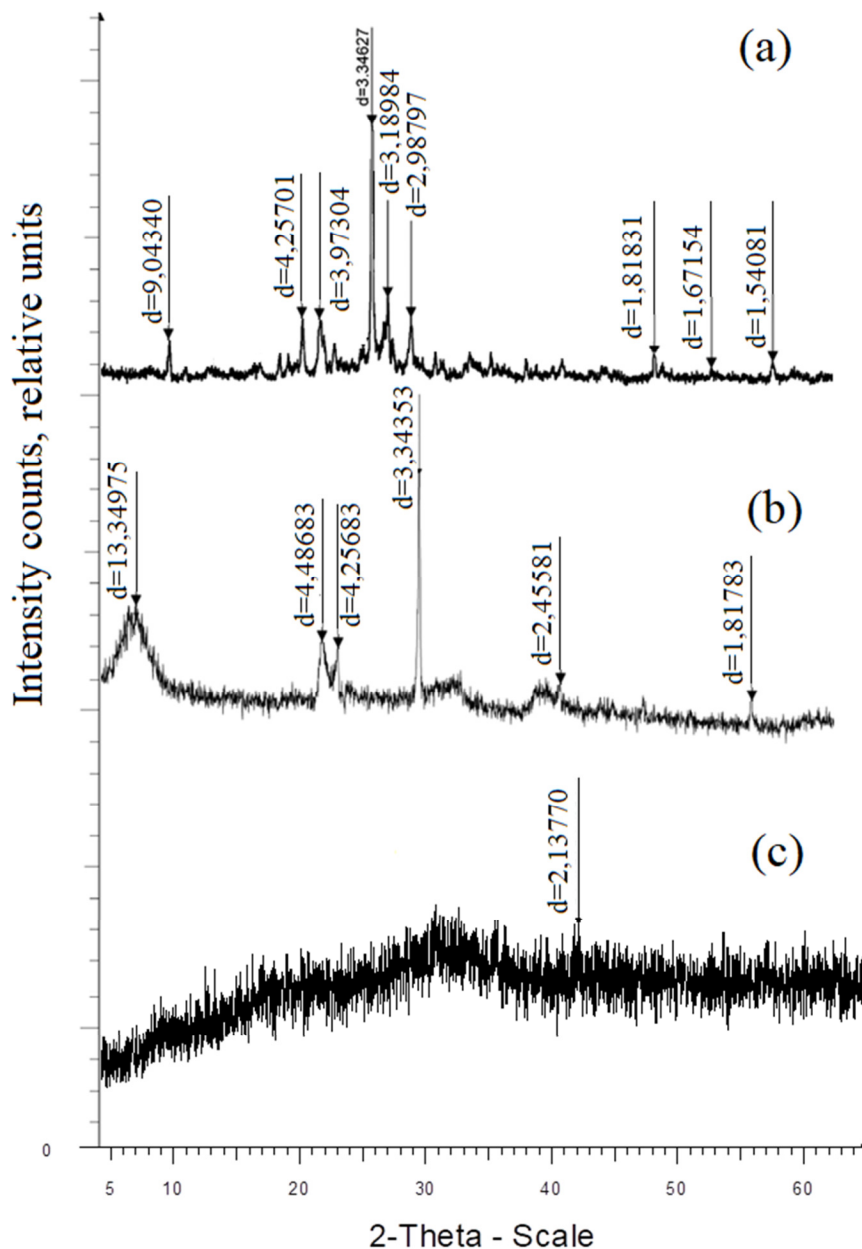 (a)
d=3.34627
d=3,18984
d=2,98797
d=9,04340
d=4,25701
d=3,97304
d=1,81831
d=1,67154
d=1,54081
Intensity counts, relative units
(b)
d=13,34975
d=4,48683
d=4,25683
d=3,34353
d=2,45581
d=1,81783
(c)
d=2,13770
0
5 10 20 30 40 50 60
2-Theta - Scale